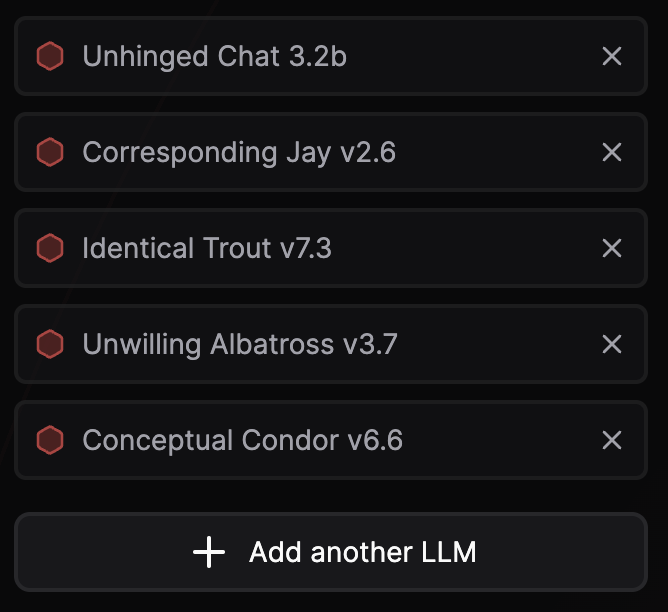 Unhinged Chat 3.2b
Corresponding Jay v2.6
Identical Trout v7.3
Unwilling Albatross v3.7
Conceptual Condor v6.6
Add another LLM